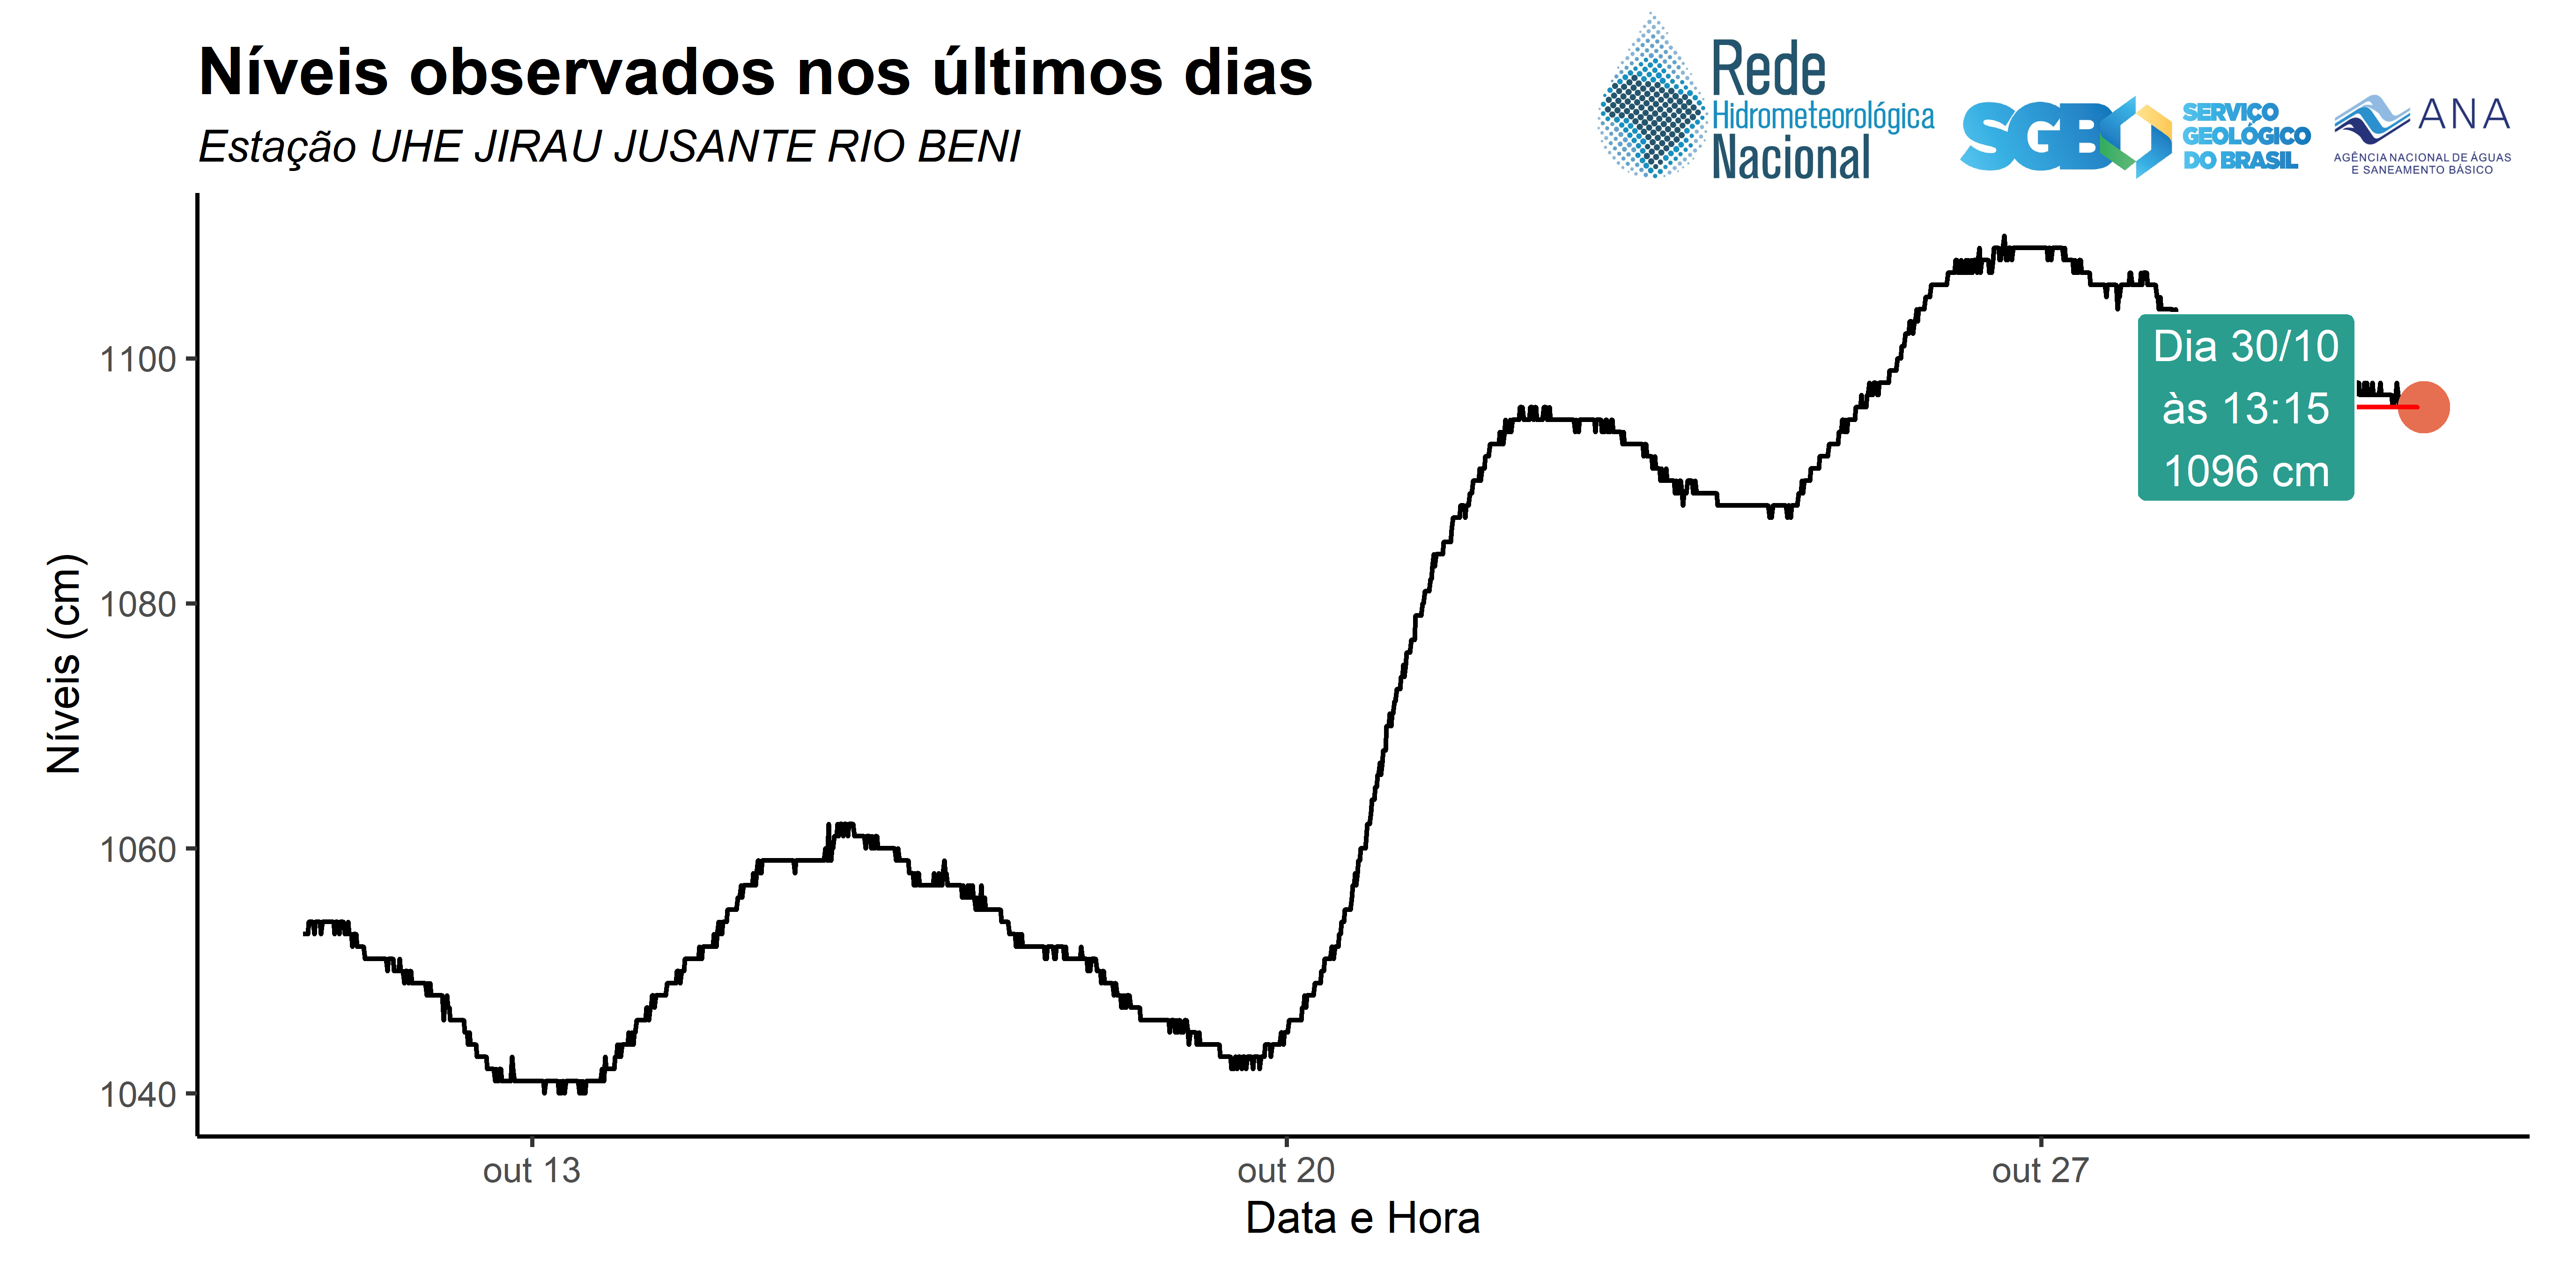 Níveis observados nos últimos dias
Estação UHE JIRAU JUSANTE RIO BENI
Rede
Hidrometeorológica
Nacional
SGB
SERVIÇO
GEOLÓGICO
DO BRASIL
ANA
AGÊNCIA NACIONAL DE ÁGUAS
E SANEAMENTO BÁSICO
Níveis (cm)
1100
1080
1060
1040
Dia 30/10
às 13:15
1096 cm
out 13
out 20
out 27
Data e Hora